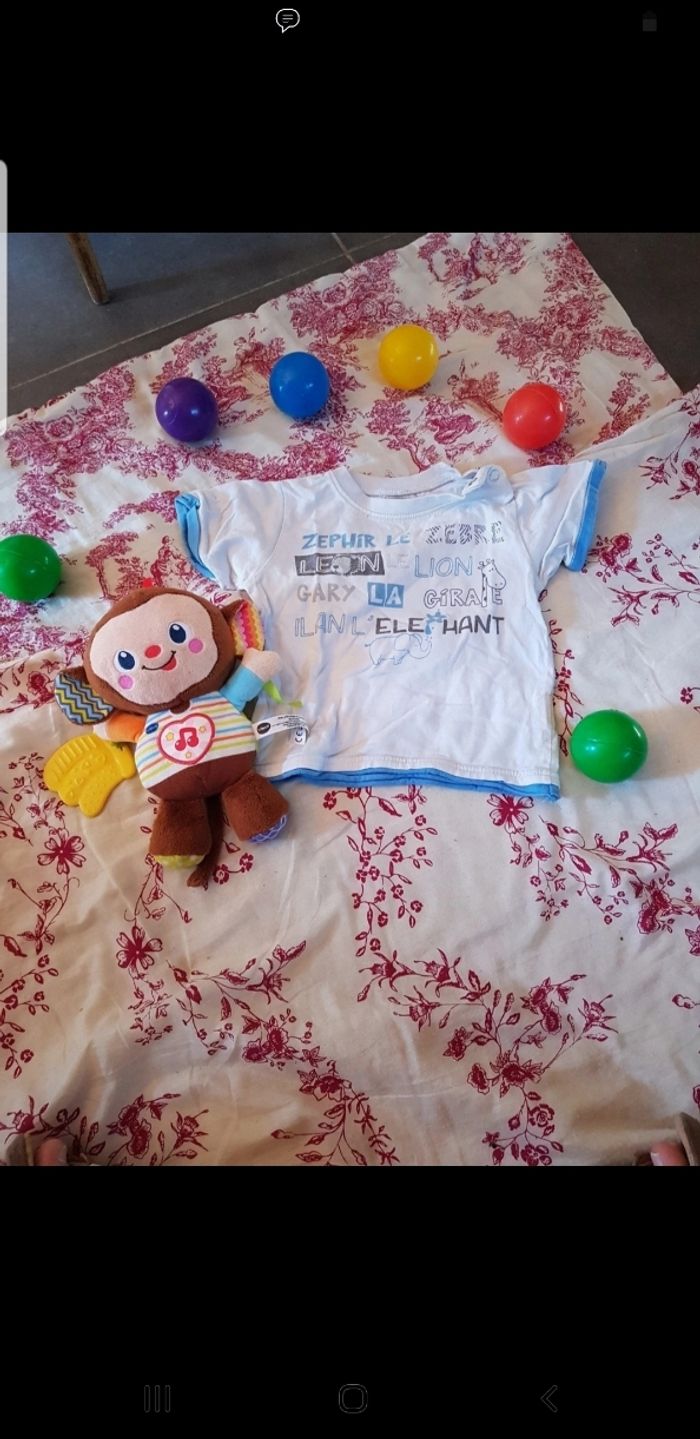 ZEPHIR LE ZEBRE
LEON LE LION
GARY LA GIRAFE
ILAN L'ELEPHANT